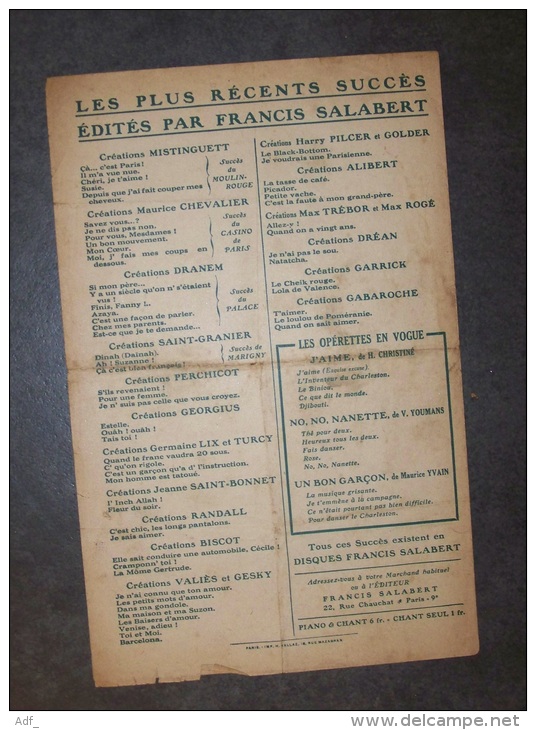 LES PLUS RÉCENTS SUCCÈS
ÉDITÉS PAR FRANCIS SALABERT
Créations MISTINGUETT
Çà... c'est Paris!
Il m'a vue nue.
Chéri, je t'aime!
Susie.
Depuis que j'ai fait couper mes
cheveux.
Succès
du
MOULIN-
ROUGE
Créations Maurice CHEVALIER
Savez vous...?
Je ne dis pas non.
Pour vous, Mesdames!
Un bon mouvement.
Mon Cœur.
Moi, j' fais mes coups en
dessous.
Succès
du
CASINO
de
PARIS
Créations DRANEM
Si mon père...
Y a un siècle qu'on n' s'étaient
vus!
Finis, Fanny!..
Azaya.
C'est une façon de parler.
Chez mes parents.
Est-ce que je te demande...
Succès
du
PALACE
Créations SAINT-GRANIER
Dinah (Dainah).
Ah! Suzanne!
Çà c'est bien français!
Succès de
MARIGNY
Créations PERCHICOT
S'ils revenaient!
Pour une femme.
Je n' suis pas celle que vous croyez.
Créations GEORGIUS
Estelle.
Ouâh! ouâh!
Tais toi!
Créations Germaine LIX et TURCY
Quand le franc vaudra 20 sous.
C' qu'on rigole.
C'est un garçon qu'a d' l'instruction.
Mon homme est tatoué.
Créations Jeanne SAINT-BONNET
I' Inch Allah!
Fleur du soir.
Créations RANDALL
C'est chic, les longs pantalons.
Je sais aimer.
Créations BISCOT
Elle sait conduire une automobile, Cécile!
Cramponn' toi!
La Môme Gertrude.
Créations VALIÈS et GESKY
Je n'ai connu que ton amour.
Les petits mots d'amour.
Dans ma gondole.
Ma maison et ma Suzon.
Les Baisers d'amour.
Venise, adieu!
Toi et Moi.
Barcelona.
Créations Harry PILCER et GOLDER
Le Black-Bottom.
Je voudrais une Parisienne.
Créations ALIBERT
La tasse de café.
Picador.
Petite vache.
C'est la faute à mon grand-père.
Créations Max TRÉBOR et Max ROGÉ
Allez-y!
Quand on a vingt ans.
Créations DRÉAN
Je n'ai pas le sou.
Natatcha.
Créations GARRICK
Le Cheik rouge.
Lola de Valence.
Créations GABAROCHE
T'aimer.
Le loulou de Poméranie.
Quand on sait aimer.
LES OPÉRETTES EN VOGUE
J'AIME, de H. CHRISTINÉ
J'aime
L'Inventeur du Charleston.
Le Biniou.
Ce que dit le monde.
Djibouti.
NO, NO, NANETTE, de V. YOUMANS
Thé pour deux.
Heureux tous les deux.
Fais danser.
Rose.
No, No, Nanette.
UN BON GARÇON, de Maurice YVAIN
La musique grisante.
Je t'emmène à la campagne.
Ce n'était pourtant pas bien difficile.
Pour danser le Charleston.
Tous ces Succès existent en
DISQUES FRANCIS SALABERT
Adressez-vous à votre Marchand habituel
ou à l'ÉDITEUR
FRANCIS SALABERT
22, Rue Chauchat Paris - 9e
PIANO & CHANT 6 fr. - CHANT SEUL 1 fr.
PARIS. - IMP.
Adf_
www.delcampe.net